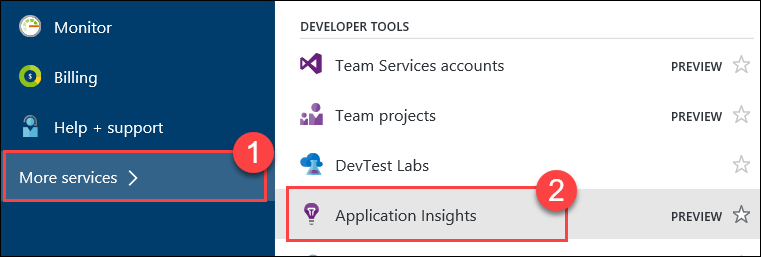 Monitor
Billing
Help + support
More services
1
DEVELOPER TOOLS
Team Services accounts PREVIEW
Team projects PREVIEW
DevTest Labs
2
Application Insights PREVIEW